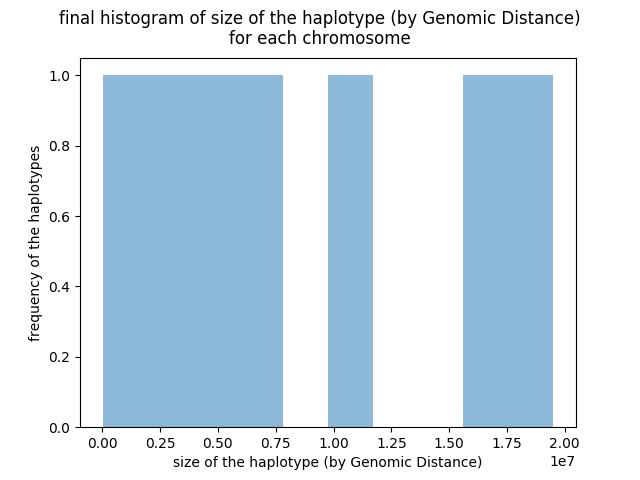 final histogram of size of the haplotype (by Genomic Distance)
for each chromosome
1.0
0.8
0.6
0.4
0.2
0.0
frequency of the haplotypes
0.00 0.25 0.50 0.75 1.00 1.25 1.50 1.75 2.00
1e7
size of the haplotype (by Genomic Distance)